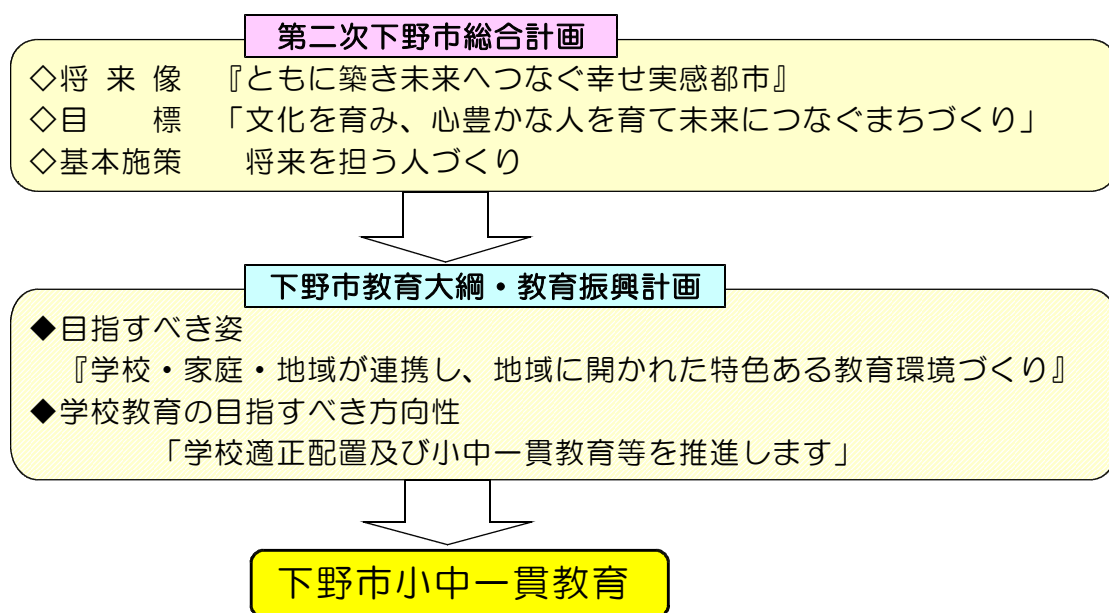 第二次下野市総合計画
◇将来像 『ともに築き未来へつなぐ幸せ実感都市』
◇目標 「文化を育み、心豊かな人を育て未来につなぐまちづくり」
◇基本施策 将来を担う人づくり
下野市教育大綱・教育振興計画
◆目指すべき姿
『学校・家庭・地域が連携し、地域に開かれた特色ある教育環境づくり』
◆学校教育の目指すべき方向性
「学校適正配置及び小中一貫教育等を推進します」
下野市小中一貫教育